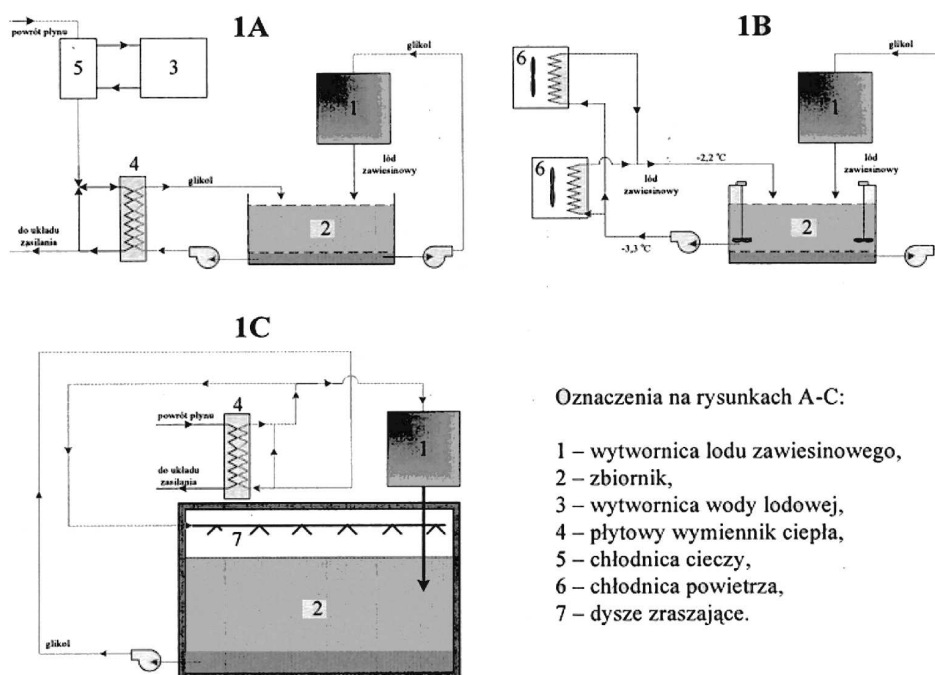 1A
powrót płynu
5
3
4
glikol
do układu
zasilania
glikol
1
lód
zawiesinowy
2
1B
6
6
-2,2 °C
lód
zawiesinowy
-3,3 °C
glikol
1
lód
zawiesinowy
2
1C
4
powrót płynu
do układu
zasilania
1
7
2
glikol
Oznaczenia na rysunkach A-C:
1 – wytwornica lodu zawiesinowego,
2 – zbiornik,
3 – wytwornica wody lodowej,
4 – płytowy wymiennik ciepła,
5 – chłodnica cieczy,
6 – chłodnica powietrza,
7 – dysze zraszające.